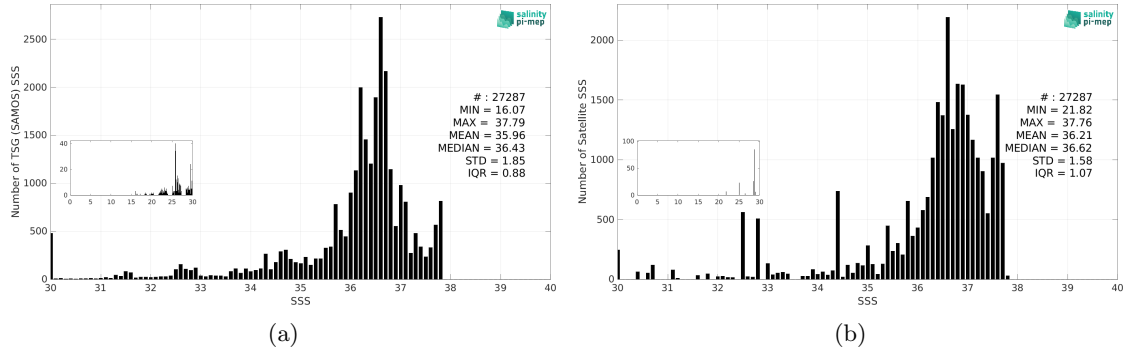 salinity
pi-mep
Number of TSG (SAMOS) SSS
2500
2000
1500
1000
500
0
# : 27287
MIN = 16.07
MAX = 37.79
MEAN = 35.96
MEDIAN = 36.43
STD = 1.85
IQR = 0.88
40
20
0
0 5 10 15 20 25 30
30 31 32 33 34 35 36 37 38 39 40
SSS
(a)
salinity
pi-mep
Number of Satellite SSS
2000
1500
1000
500
0
# : 27287
MIN = 21.82
MAX = 37.76
MEAN = 36.21
MEDIAN = 36.62
STD = 1.58
IQR = 1.07
100
50
0
0 5 10 15 20 25 30
30 31 32 33 34 35 36 37 38 39 40
SSS
(b)